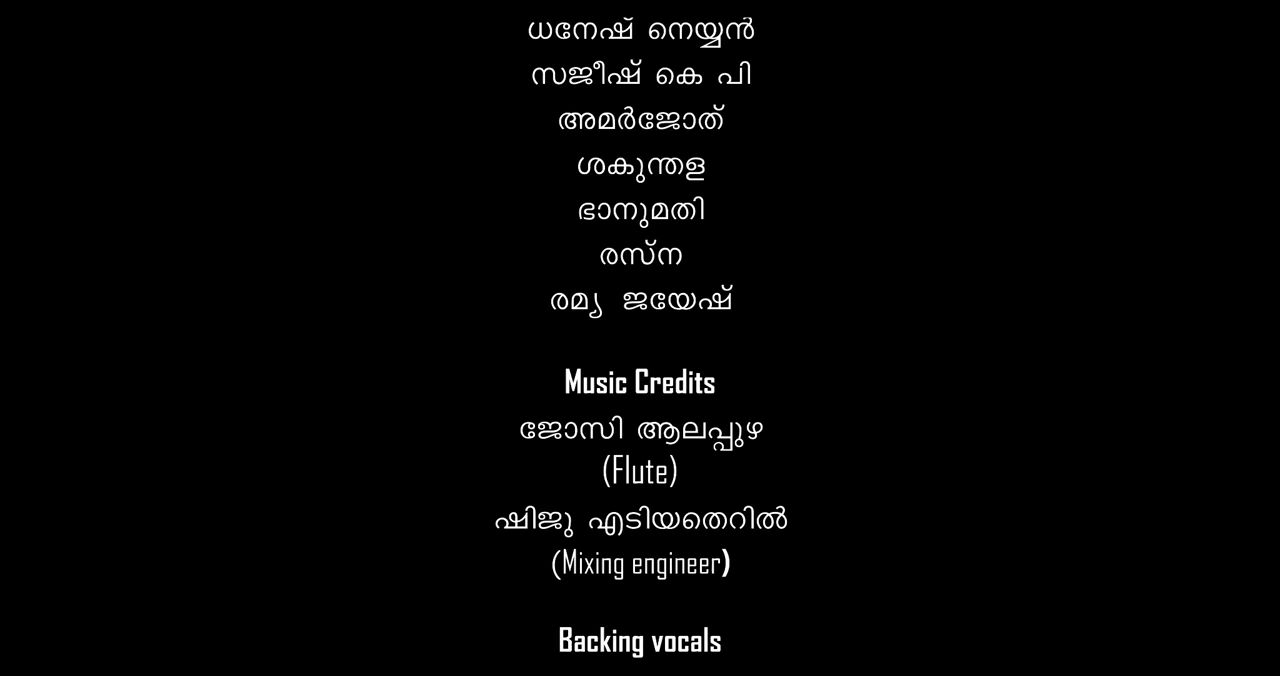 ധനേഷ് നെയ്യൻ
സജീഷ് കെ പി
അമർജോത്
ശകുന്തള
ഭാനുമതി
രസ്ന
രമ്യ ജയേഷ്
Music Credits
ജോസി ആലപ്പുഴ
(Flute)
ഷിജു എടിയതെറിൽ
(Mixing engineer)
Backing vocals